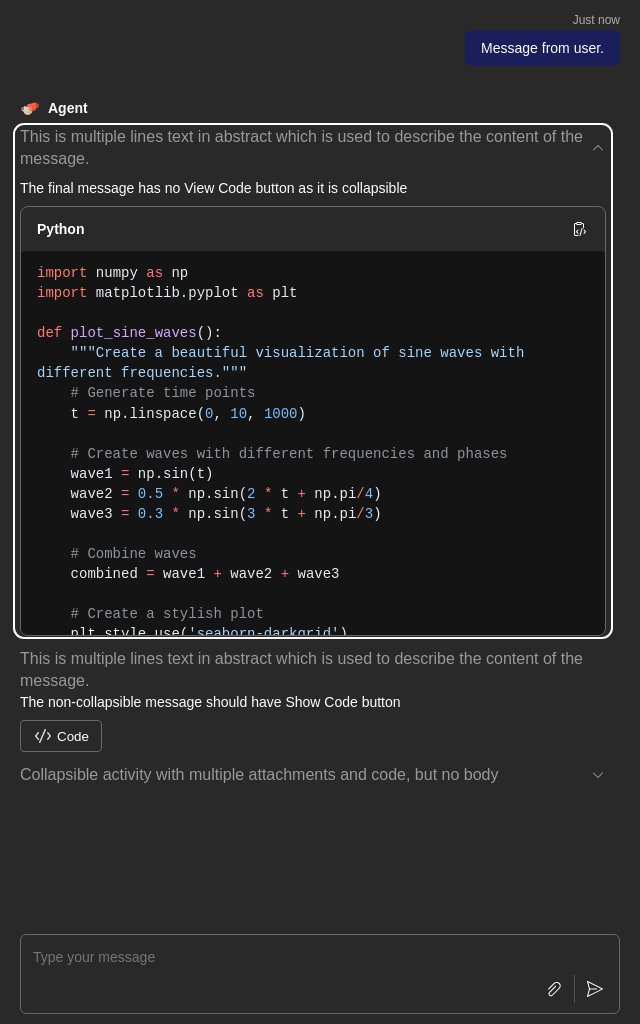 Just now
Message from user.
Agent
This is multiple lines text in abstract which is used to describe the content of the
message.
The final message has no View Code button as it is collapsible
Python
import numpy as np
import matplotlib.pyplot as plt
def plot_sine_waves():
    """Create a beautiful visualization of sine waves with
different frequencies."""
    # Generate time points
    t = np.linspace(0, 10, 1000)
    # Create waves with different frequencies and phases
    wave1 = np.sin(t)
    wave2 = 0.5 * np.sin(2 * t + np.pi/4)
    wave3 = 0.3 * np.sin(3 * t + np.pi/3)
    # Combine waves
    combined = wave1 + wave2 + wave3
    # Create a stylish plot
    plt.style.use('seaborn-darkgrid')
This is multiple lines text in abstract which is used to describe the content of the
message.
The non-collapsible message should have Show Code button
Code
Collapsible activity with multiple attachments and code, but no body
Type your message